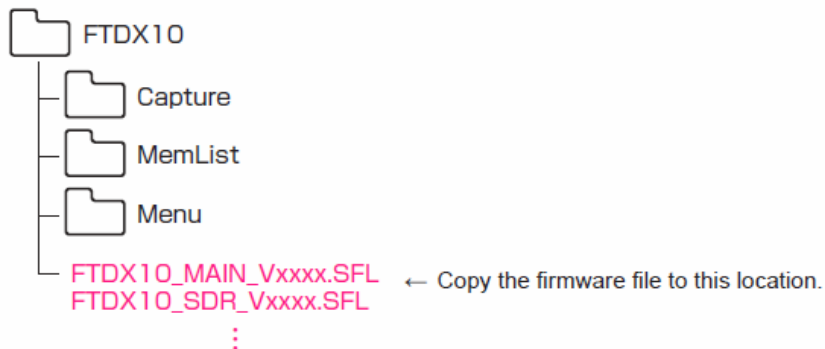 FTDX10
Capture
MemList
Menu
FTDX10_MAIN_Vxxxx.SFL ← Copy the firmware file to this location.
FTDX10_SDR_Vxxxx.SFL
⋮